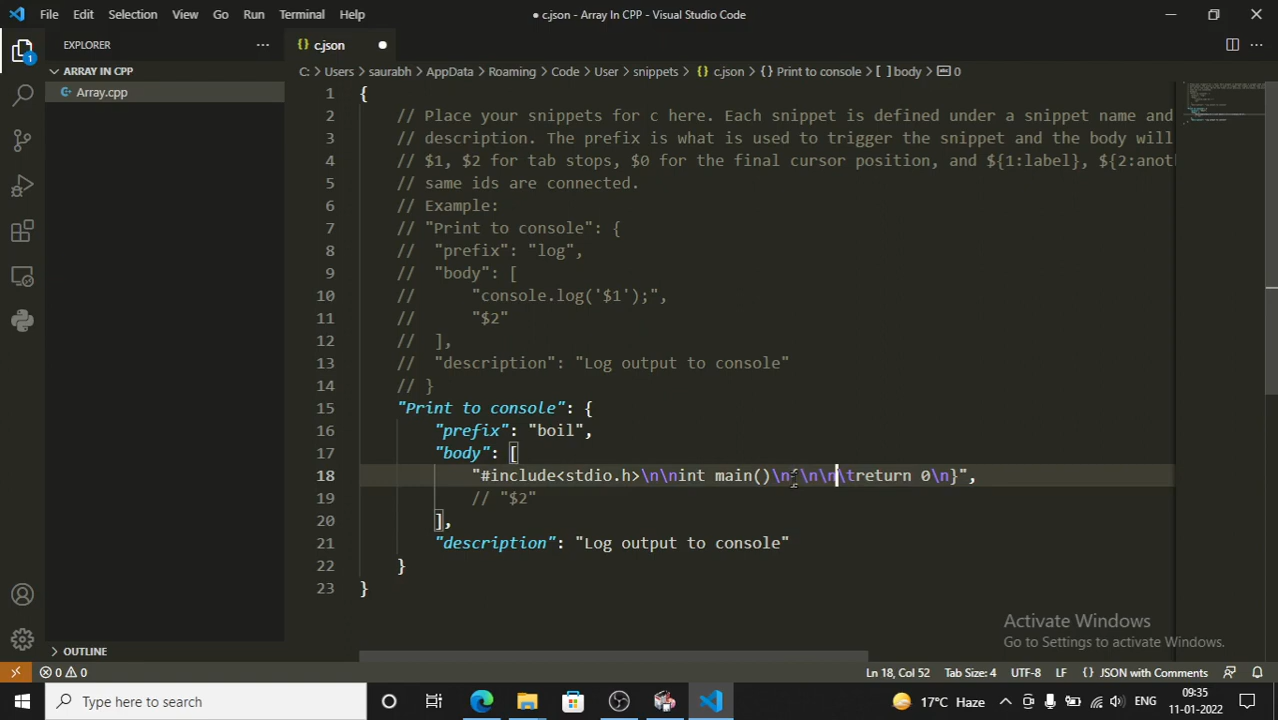 File Edit Selection View Go Run Terminal Help
● c.json - Array In CPP - Visual Studio Code
EXPLORER
{} c.json ●
ARRAY IN CPP
Array.cpp
C: > Users > saurabh > AppData > Roaming > Code > User > snippets > {} c.json > {} Print to console > [ ] body > 0
1 {
2 // Place your snippets for c here. Each snippet is defined under a snippet name and
3 // description. The prefix is what is used to trigger the snippet and the body will
4 // $1, $2 for tab stops, $0 for the final cursor position, and ${1:label}, ${2:anot
5 // same ids are connected.
6 // Example:
7 // "Print to console": {
8 // "prefix": "log",
9 // "body": [
10 // "console.log('$1');",
11 // "$2"
12 // ],
13 // "description": "Log output to console"
14 // }
15 "Print to console": {
16 "prefix": "boil",
17 "body": [
18 "#include<stdio.h>\n\nint main()\n{\n\n\treturn 0\n}",
19 // "$2"
20 ],
21 "description": "Log output to console"
22 }
23 }
Activate Windows
Go to Settings to activate Windows.
OUTLINE
0 0 Ln 18, Col 52 Tab Size: 4 UTF-8 LF {} JSON with Comments
Type here to search
17°C Haze ENG
09:35
11-01-2022
1